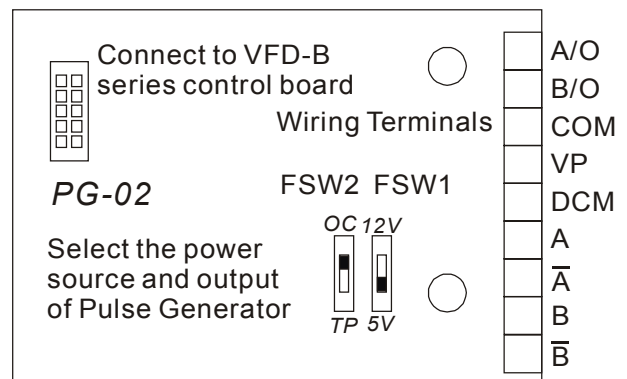 Connect to VFD-B
series control board
Wiring Terminals
PG-02
FSW2 FSW1
OC 12V
Select the power
source and output
of Pulse Generator
TP 5V
A/O
B/O
COM
VP
DCM
A
A̅
B
B̅